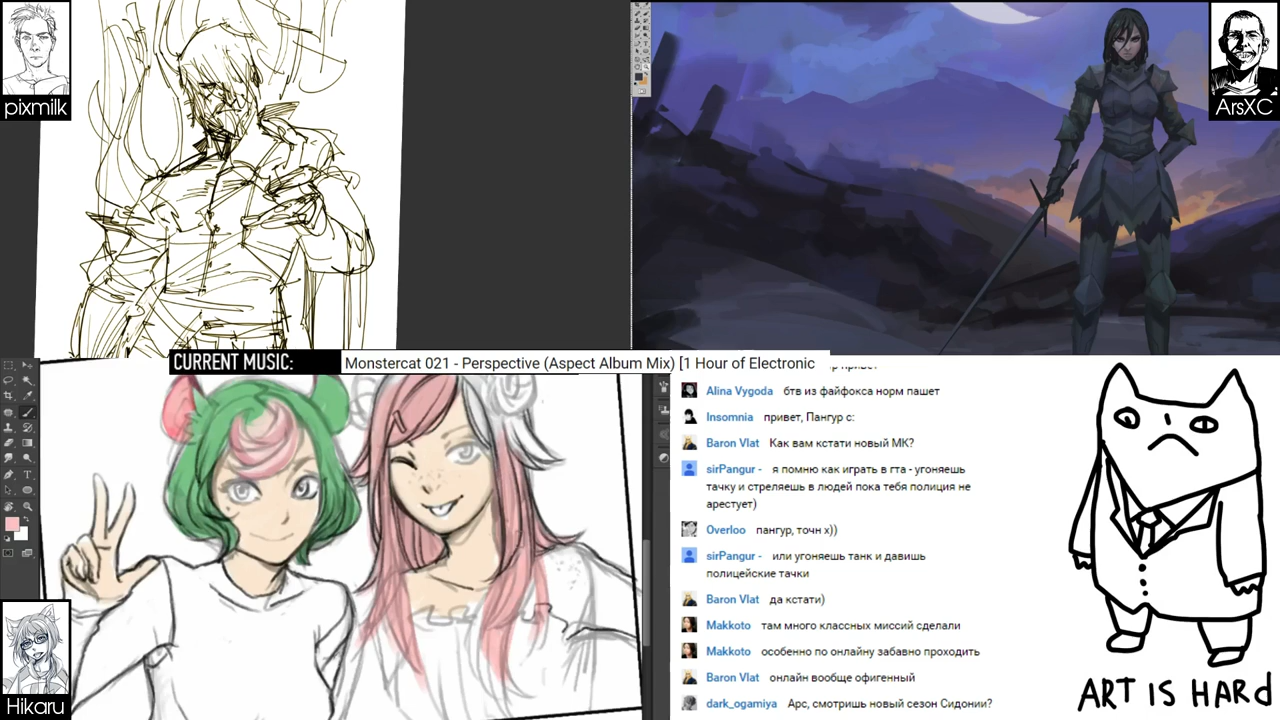 pixmilk
ArsXC
CURRENT MUSIC:
Monstercat 021 - Perspective (Aspect Album Mix) [1 Hour of Electronic
Alina Vygoda бтв из файфокса норм пашет
Insomnia привет, Пангур с:
Baron Vlat Как вам кстати новый МК?
sirPangur - я помню как играть в гта - угоняешь
тачку и стреляешь в людей пока тебя полиция не
арестует)
Overloo пангур, точн x))
sirPangur - или угоняешь танк и давишь
полицейские тачки
Baron Vlat да кстати)
Makkoto там много классных миссий сделали
Makkoto особенно по онлайну забавно проходить
Baron Vlat онлайн вообще офигенный
dark_ogamiya Арс, смотришь новый сезон Сидонии?
Hikaru
ART IS HARd